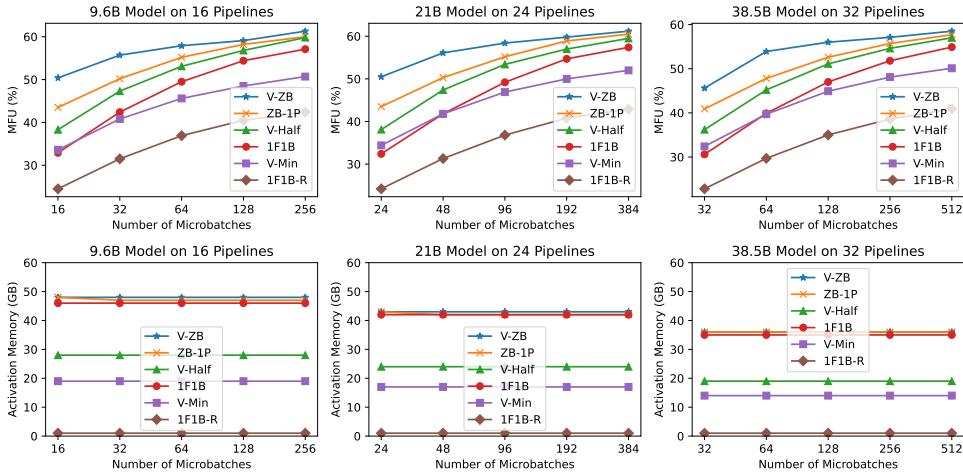 9.6B Model on 16 Pipelines
MFU (%)
60
50
40
30
V-ZB
ZB-1P
V-Half
1F1B
V-Min
1F1B-R
16
32
64
128
256
Number of Microbatches
21B Model on 24 Pipelines
MFU (%)
60
50
40
30
V-ZB
ZB-1P
V-Half
1F1B
V-Min
1F1B-R
24
48
96
192
384
Number of Microbatches
38.5B Model on 32 Pipelines
MFU (%)
60
50
40
30
V-ZB
ZB-1P
V-Half
1F1B
V-Min
1F1B-R
32
64
128
256
512
Number of Microbatches
9.6B Model on 16 Pipelines
Activation Memory (GB)
60
50
40
30
20
10
0
V-ZB
ZB-1P
V-Half
1F1B
V-Min
1F1B-R
16
32
64
128
256
Number of Microbatches
21B Model on 24 Pipelines
Activation Memory (GB)
60
50
40
30
20
10
0
V-ZB
ZB-1P
V-Half
1F1B
V-Min
1F1B-R
24
48
96
192
384
Number of Microbatches
38.5B Model on 32 Pipelines
Activation Memory (GB)
60
50
40
30
20
10
0
V-ZB
ZB-1P
V-Half
1F1B
V-Min
1F1B-R
32
64
128
256
512
Number of Microbatches